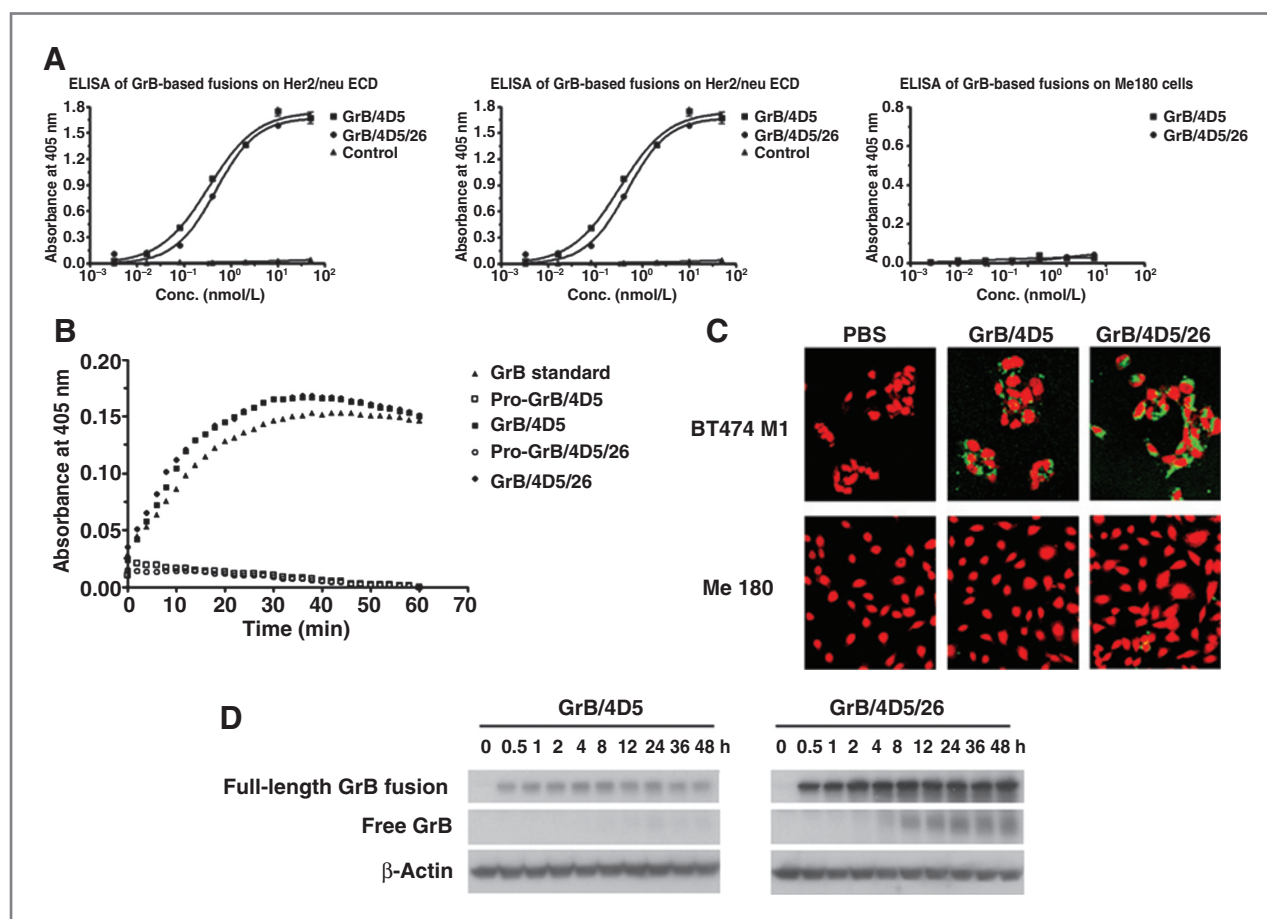 A
ELISA of GrB-based fusions on Her2/neu ECD
Absorbance at 405 nm
1.8
1.5
1.2
0.9
0.6
0.3
0.0
10⁻³ 10⁻² 10⁻¹ 10⁰ 10¹ 10²
Conc. (nmol/L)
GrB/4D5
GrB/4D5/26
Control
ELISA of GrB-based fusions on Her2/neu ECD
Absorbance at 405 nm
1.8
1.5
1.2
0.9
0.6
0.3
0.0
10⁻³ 10⁻² 10⁻¹ 10⁰ 10¹ 10²
Conc. (nmol/L)
GrB/4D5
GrB/4D5/26
Control
ELISA of GrB-based fusions on Me180 cells
Absorbance at 405 nm
0.8
0.6
0.4
0.2
0.0
10⁻³ 10⁻² 10⁻¹ 10⁰ 10¹ 10²
Conc. (nmol/L)
GrB/4D5
GrB/4D5/26
B
Absorbance at 405 nm
0.20
0.15
0.10
0.05
0.00
0 10 20 30 40 50 60 70
Time (min)
GrB standard
Pro-GrB/4D5
GrB/4D5
Pro-GrB/4D5/26
GrB/4D5/26
C
PBS GrB/4D5 GrB/4D5/26
BT474 M1
Me 180
D
GrB/4D5 GrB/4D5/26
0 0.5 1 2 4 8 12 24 36 48 h 0 0.5 1 2 4 8 12 24 36 48 h
Full-length GrB fusion
Free GrB
β-Actin